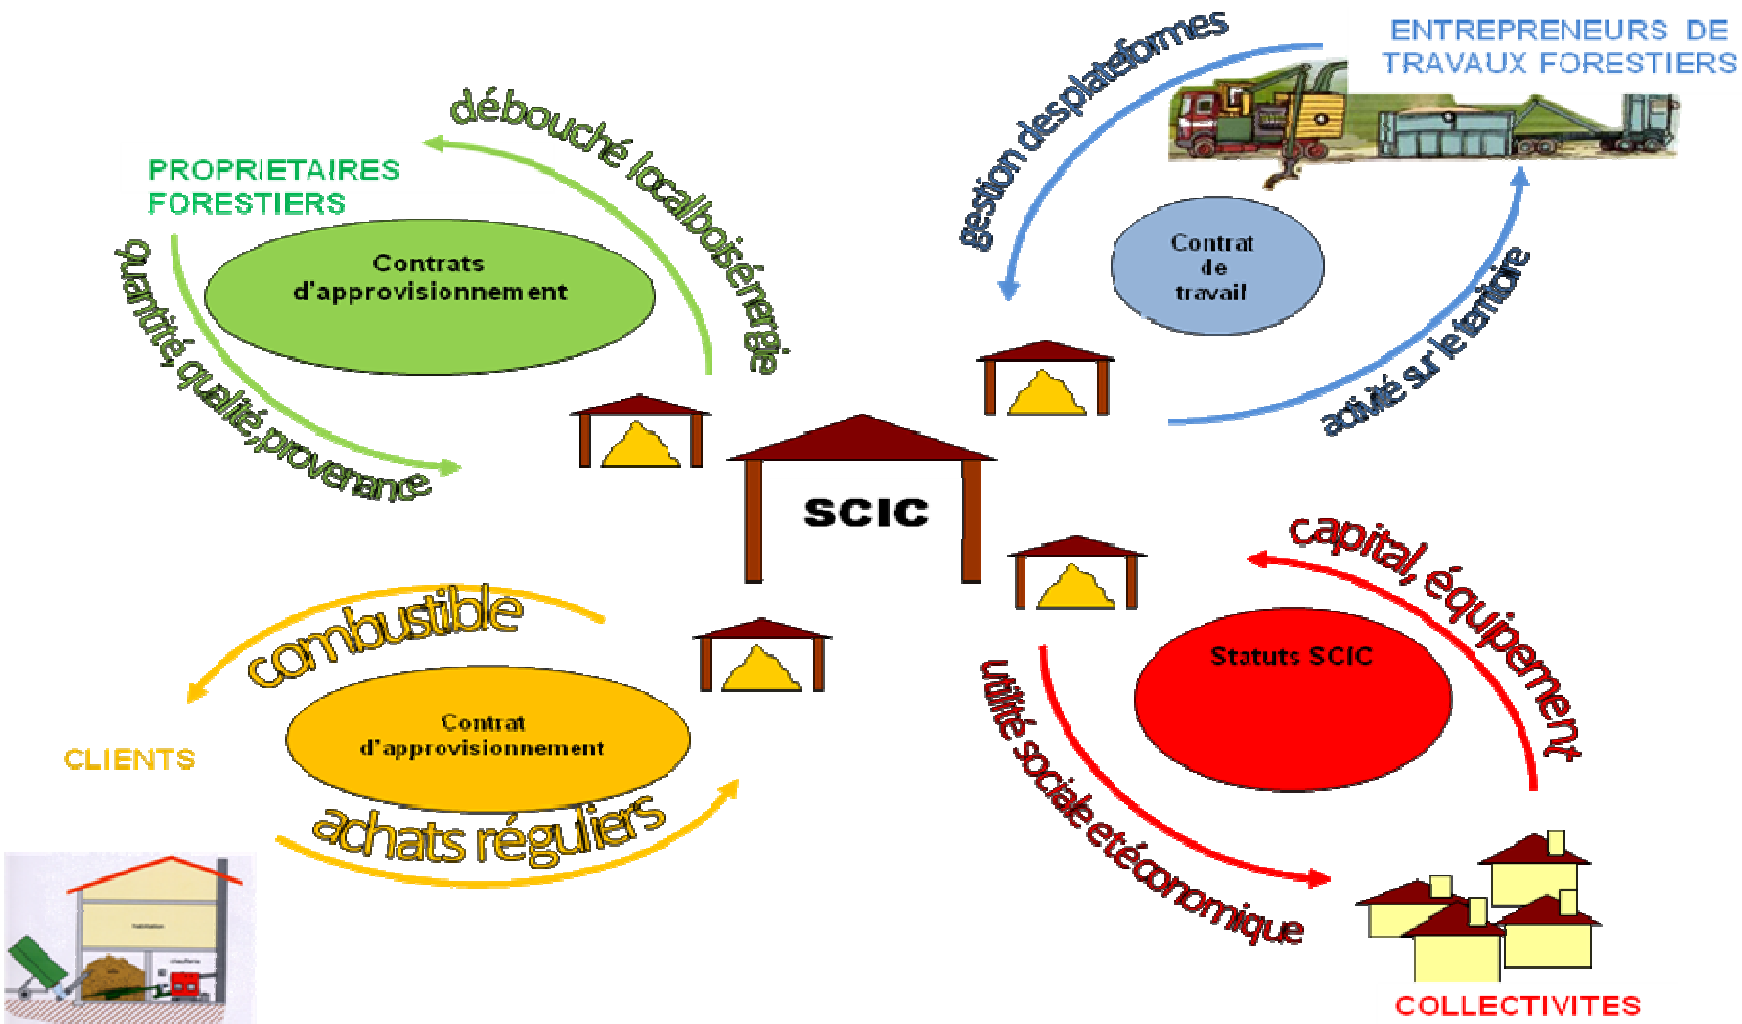 ENTREPRENEURS DE
TRAVAUX FORESTIERS
gestion des plateformes
Contrat
de
travail
activité sur le territoire
débouché local bois énergie
PROPRIETAIRES
FORESTIERS
Contrats
d'approvisionnement
quantité, qualité, provenance
SCIC
combustible
Contrat
d'approvisionnement
CLIENTS
achats réguliers
habitation
chaufferie
capital, équipement
Statuts SCIC
utilité sociale et économique
COLLECTIVITES